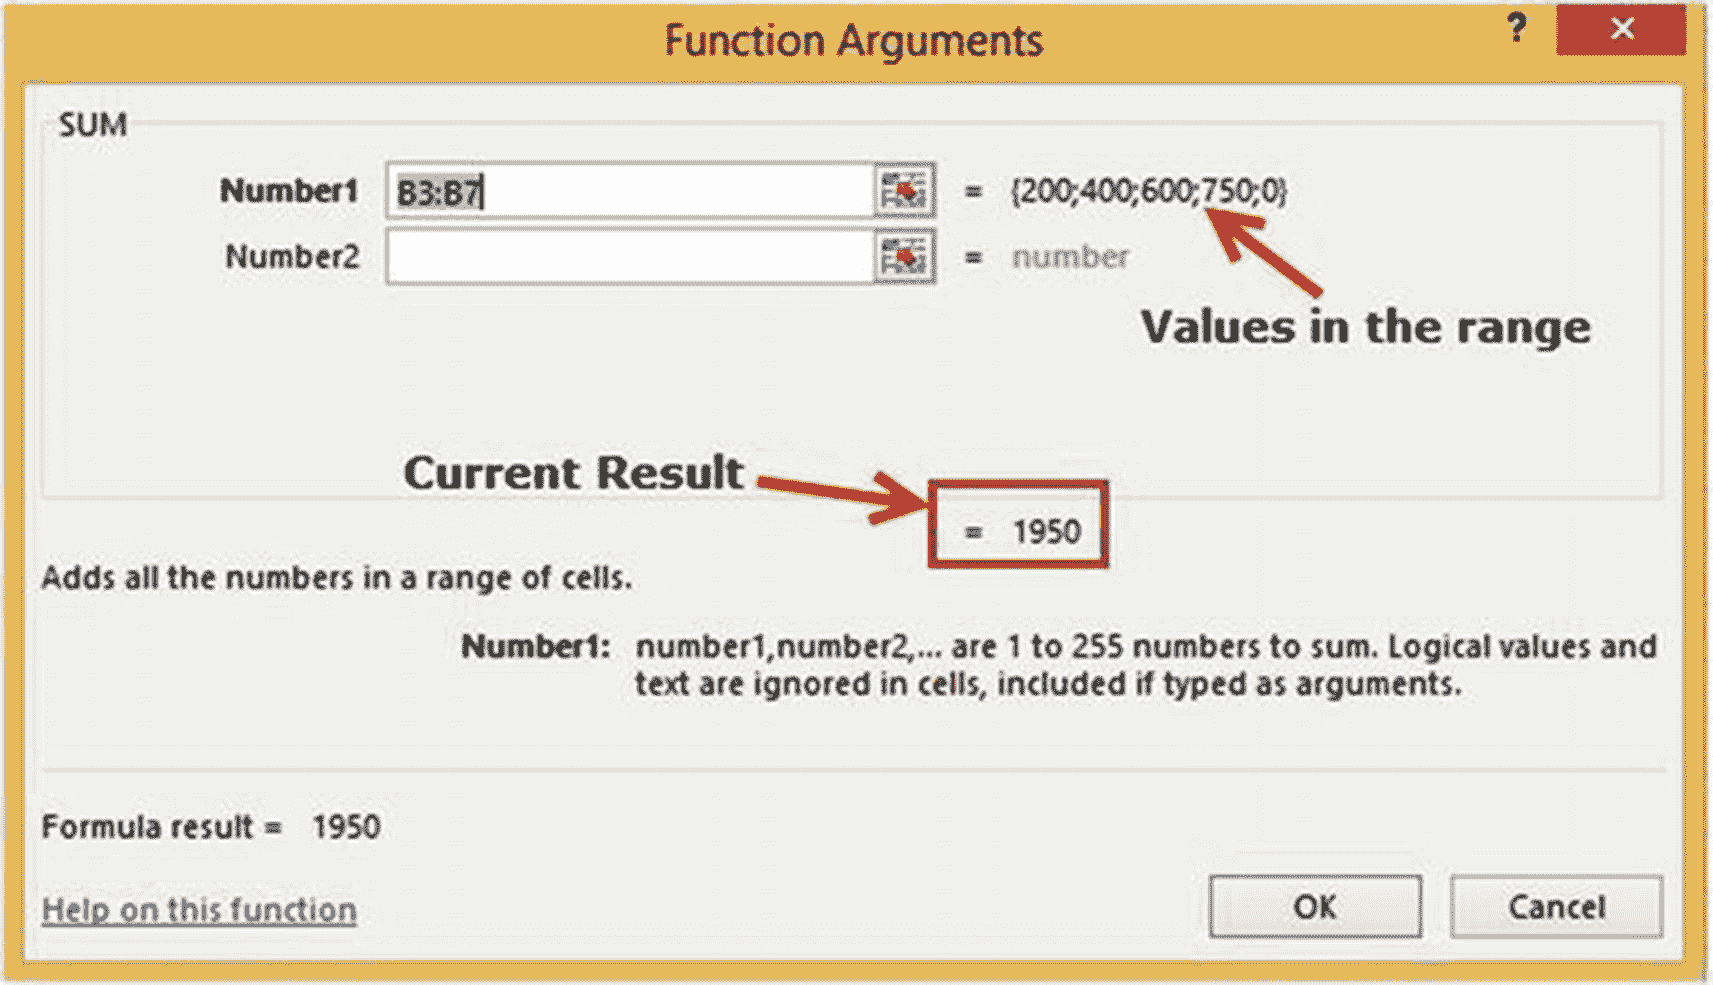 Function Arguments
?
SUM
Number1 B3:B7 = {200;400;600;750;0}
Number2 = number
Values in the range
Current Result
= 1950
Adds all the numbers in a range of cells.
Number1: number1,number2,... are 1 to 255 numbers to sum. Logical values and
text are ignored in cells, included if typed as arguments.
Formula result = 1950
Help on this function
OK Cancel